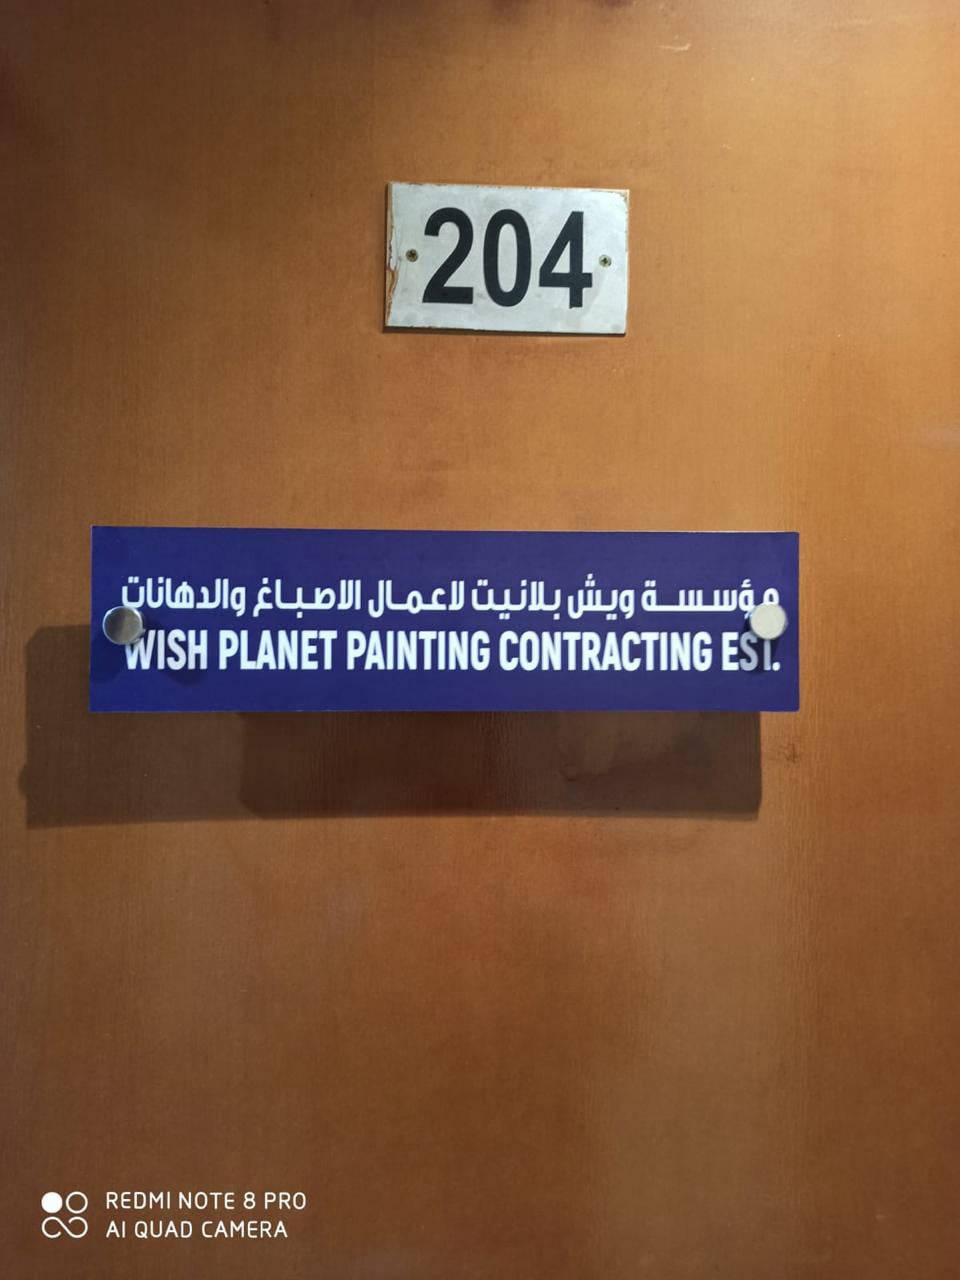 204
مؤسسة ويش بلانيت لاعمال الاصباغ والدهانات
WISH PLANET PAINTING CONTRACTING EST.
REDMI NOTE 8 PRO
AI QUAD CAMERA